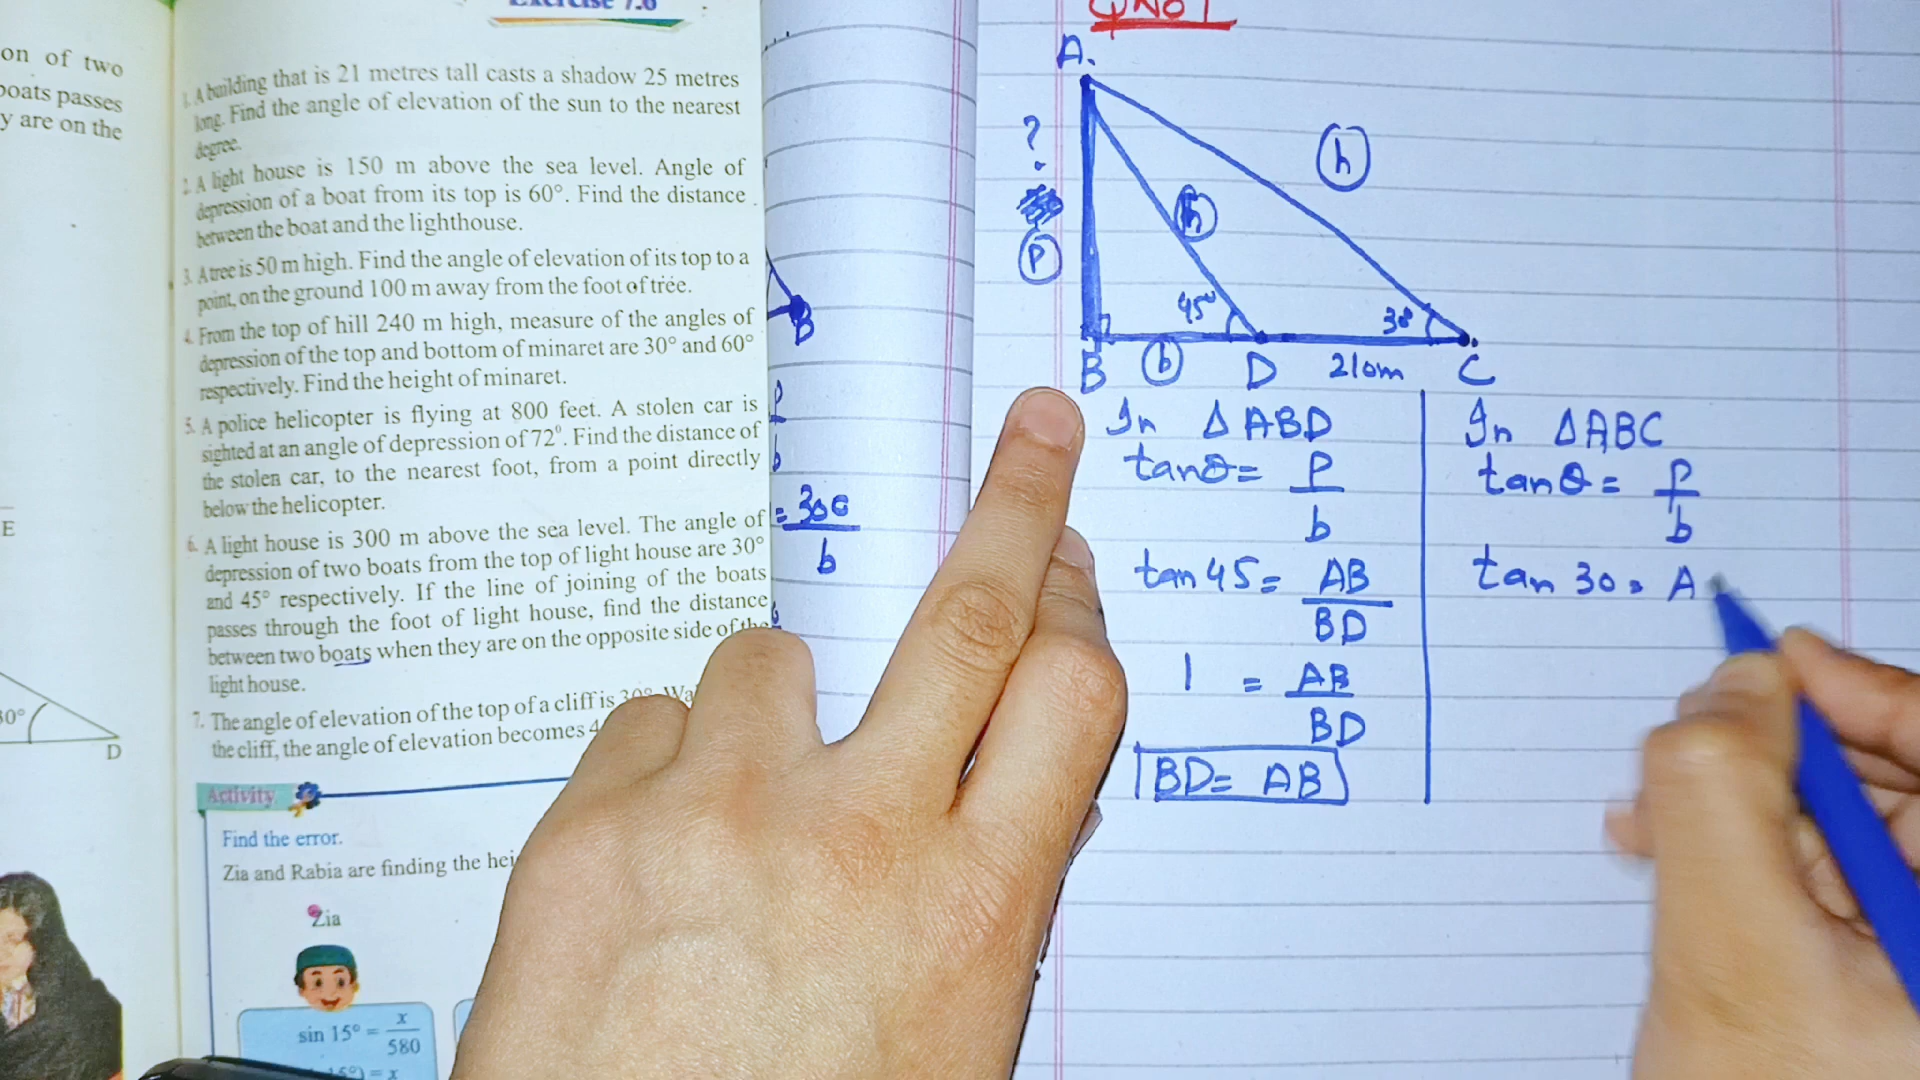 on of two
boats passes
y are on the
E
30°
D
Exercise 7.6
1. A building that is 21 metres tall casts a shadow 25 metres
long. Find the angle of elevation of the sun to the nearest
degree.
2. A light house is 150 m above the sea level. Angle of
depression of a boat from its top is 60°. Find the distance
between the boat and the lighthouse.
3. A tree is 50 m high. Find the angle of elevation of its top to a
point, on the ground 100 m away from the foot of tree.
4. From the top of hill 240 m high, measure of the angles of
depression of the top and bottom of minaret are 30° and 60°
respectively. Find the height of minaret.
5. A police helicopter is flying at 800 feet. A stolen car is
sighted at an angle of depression of 72°. Find the distance of
the stolen car, to the nearest foot, from a point directly
below the helicopter.
6. A light house is 300 m above the sea level. The angle of
depression of two boats from the top of light house are 30°
and 45° respectively. If the line of joining of the boats
passes through the foot of light house, find the distance
between two boats when they are on the opposite side of the
light house.
7. The angle of elevation of the top of a cliff is 30°. Wa
the cliff, the angle of elevation becomes 4
Activity
Find the error.
Zia and Rabia are finding the hei
Zia
sin 15° = x
580
15°) = x
B
p
b
= 300
b
QNo7
A.
?
P
h
h
45°
30
B
b
D
210m
C
In Δ ABD
tanθ = P
b
tan 45 = AB
BD
1 = AB
BD
BD = AB
In ΔABC
tanθ = P
b
tan 30 = A